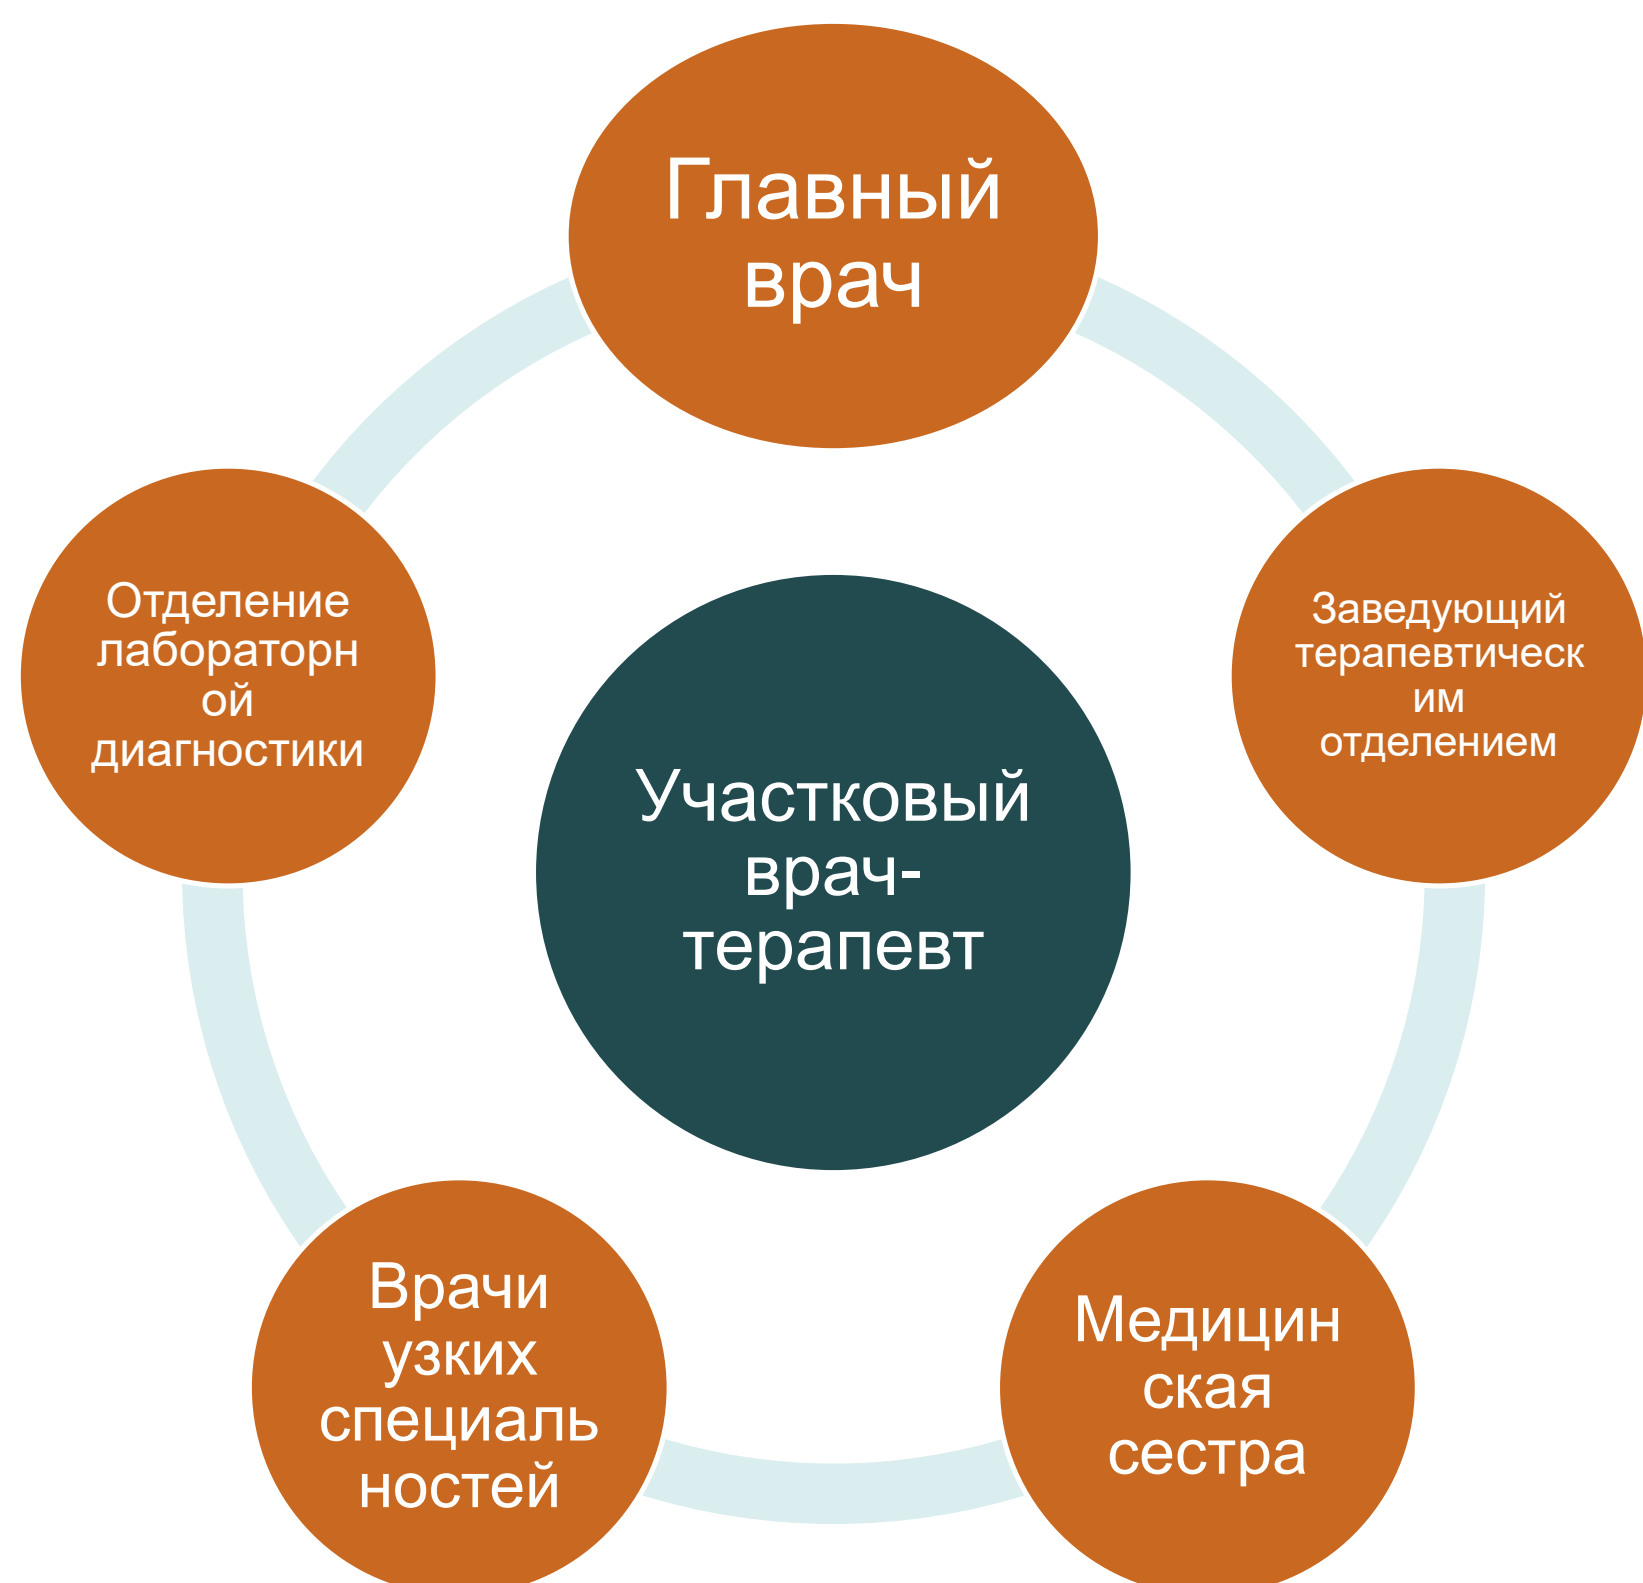 Главный
врач
Заведующий
терапевтическ
им
отделением
Медицин
ская
сестра
Врачи
узких
специаль
ностей
Отделение
лабораторн
ой
диагностики
Участковый
врач-
терапевт